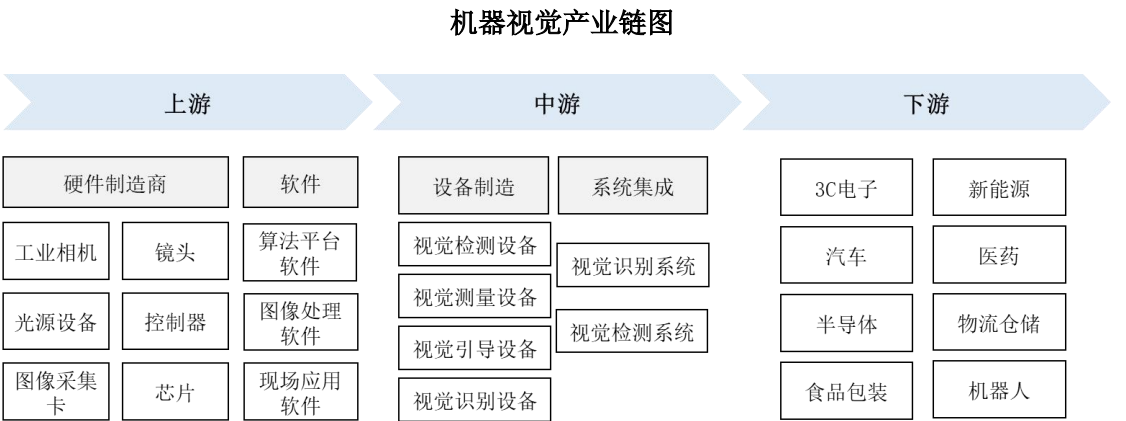 机器视觉产业链图
上游
中游
下游
硬件制造商
软件
工业相机
镜头
算法平台
软件
光源设备
控制器
图像处理
软件
图像采集
卡
芯片
现场应用
软件
设备制造
系统集成
视觉检测设备
视觉测量设备
视觉引导设备
视觉识别设备
视觉识别系统
视觉检测系统
3C电子
新能源
汽车
医药
半导体
物流仓储
食品包装
机器人